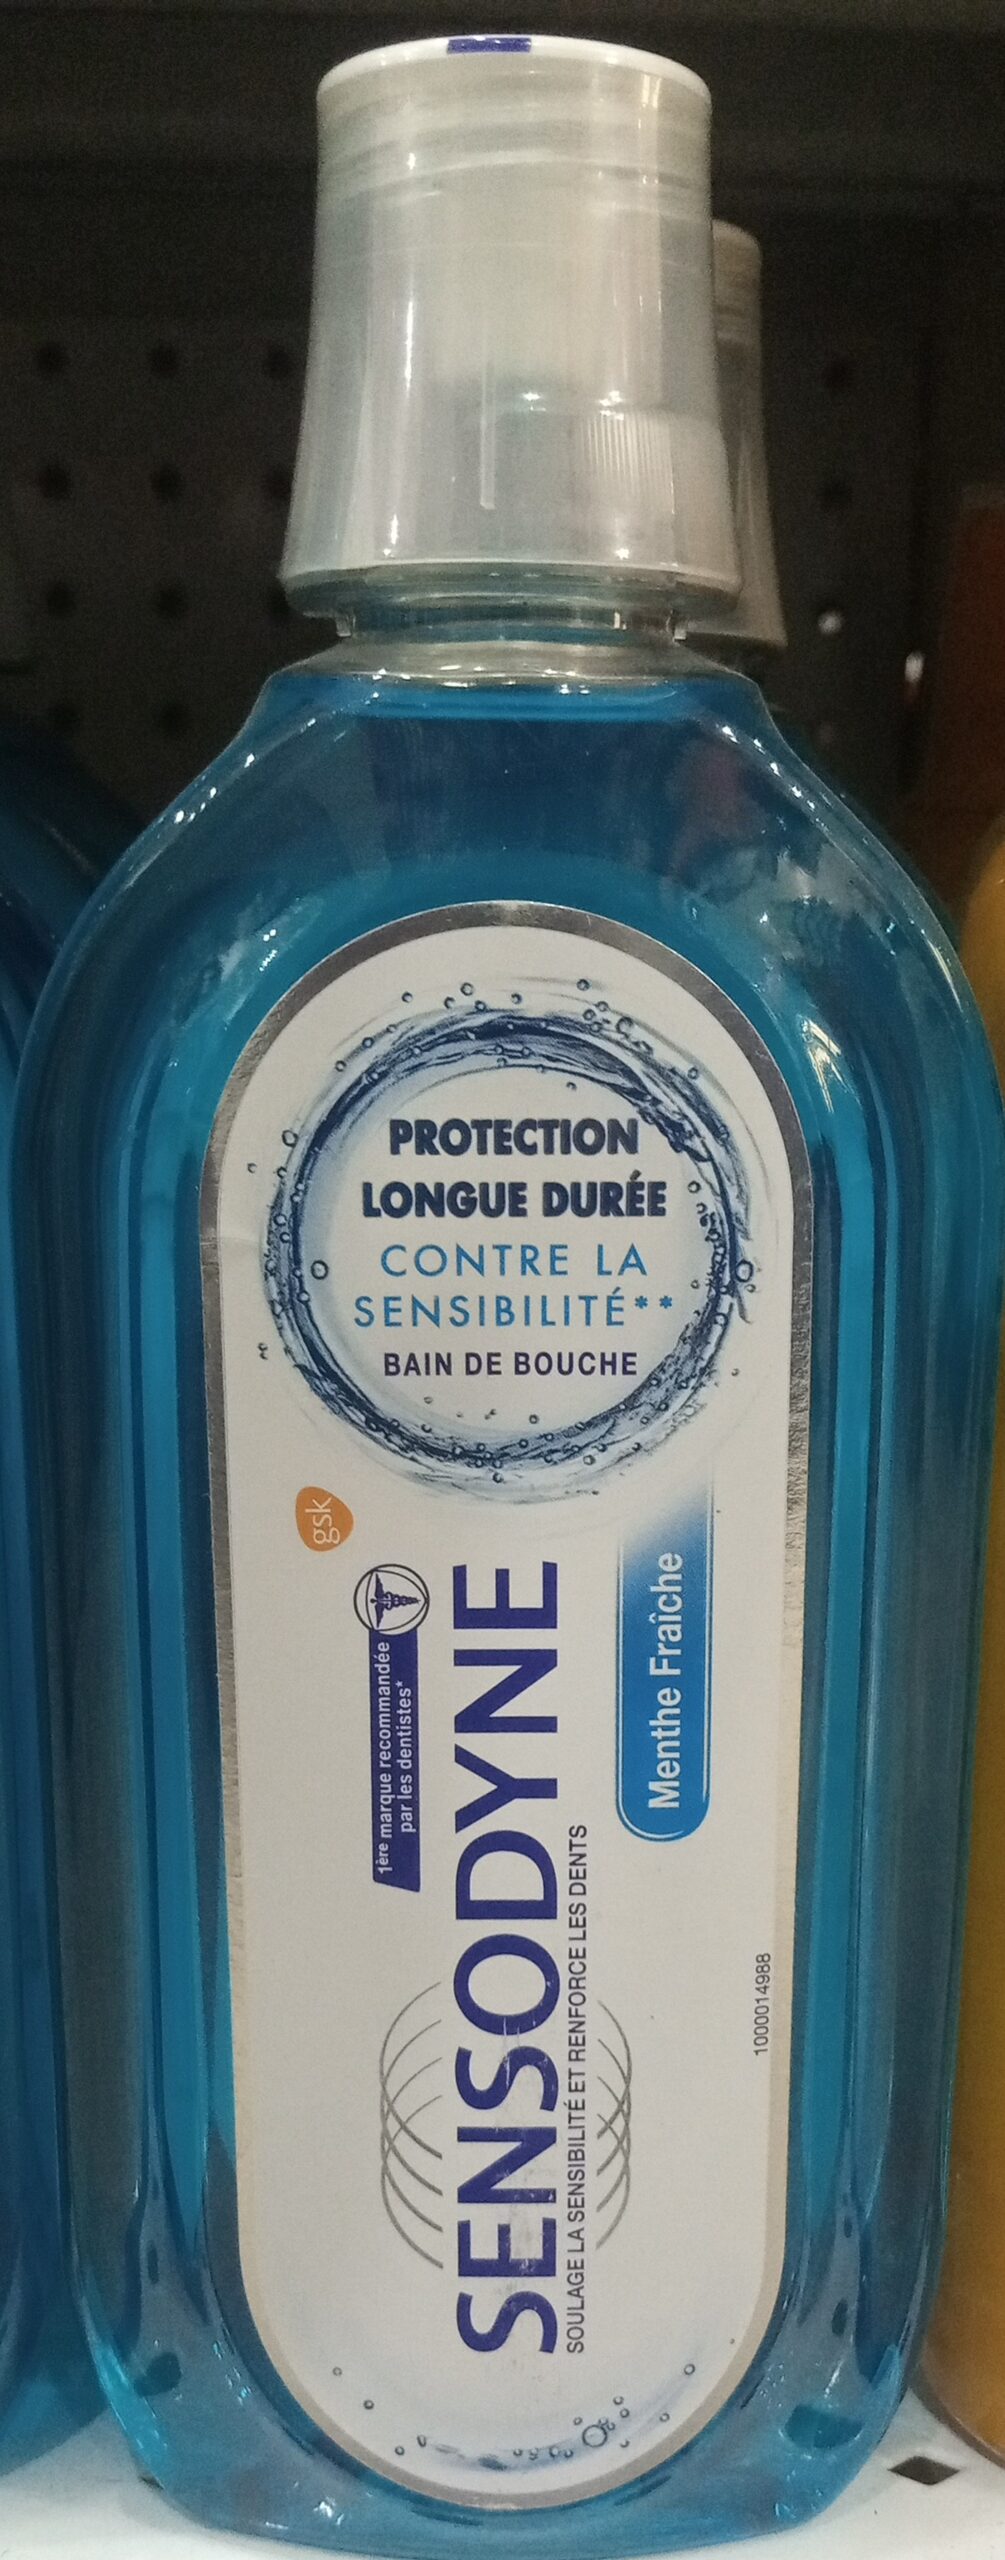 PROTECTION
LONGUE DURÉE
CONTRE LA
SENSIBILITÉ**
BAIN DE BOUCHE
gsk
1ère marque recommandée
par les dentistes*
SENSODYNE
SOULAGE LA SENSIBILITÉ ET RENFORCE LES DENTS
Menthe Fraîche
1000014988